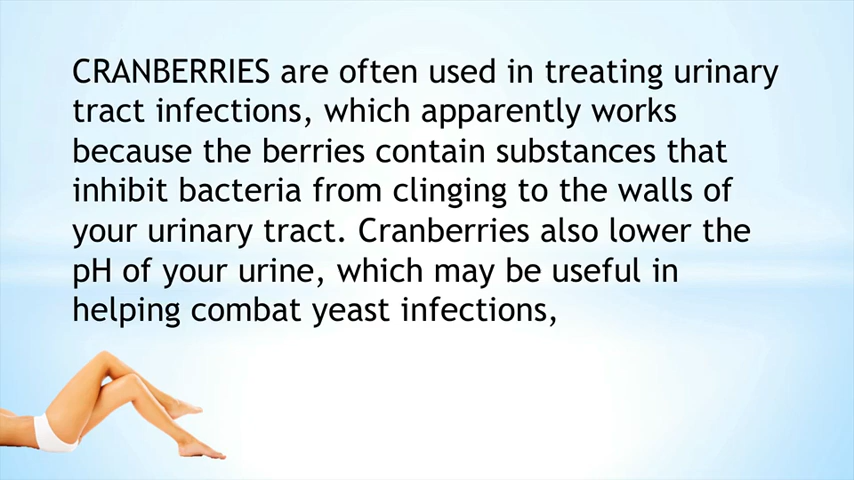 CRANBERRIES are often used in treating urinary
tract infections, which apparently works
because the berries contain substances that
inhibit bacteria from clinging to the walls of
your urinary tract. Cranberries also lower the
pH of your urine, which may be useful in
helping combat yeast infections,